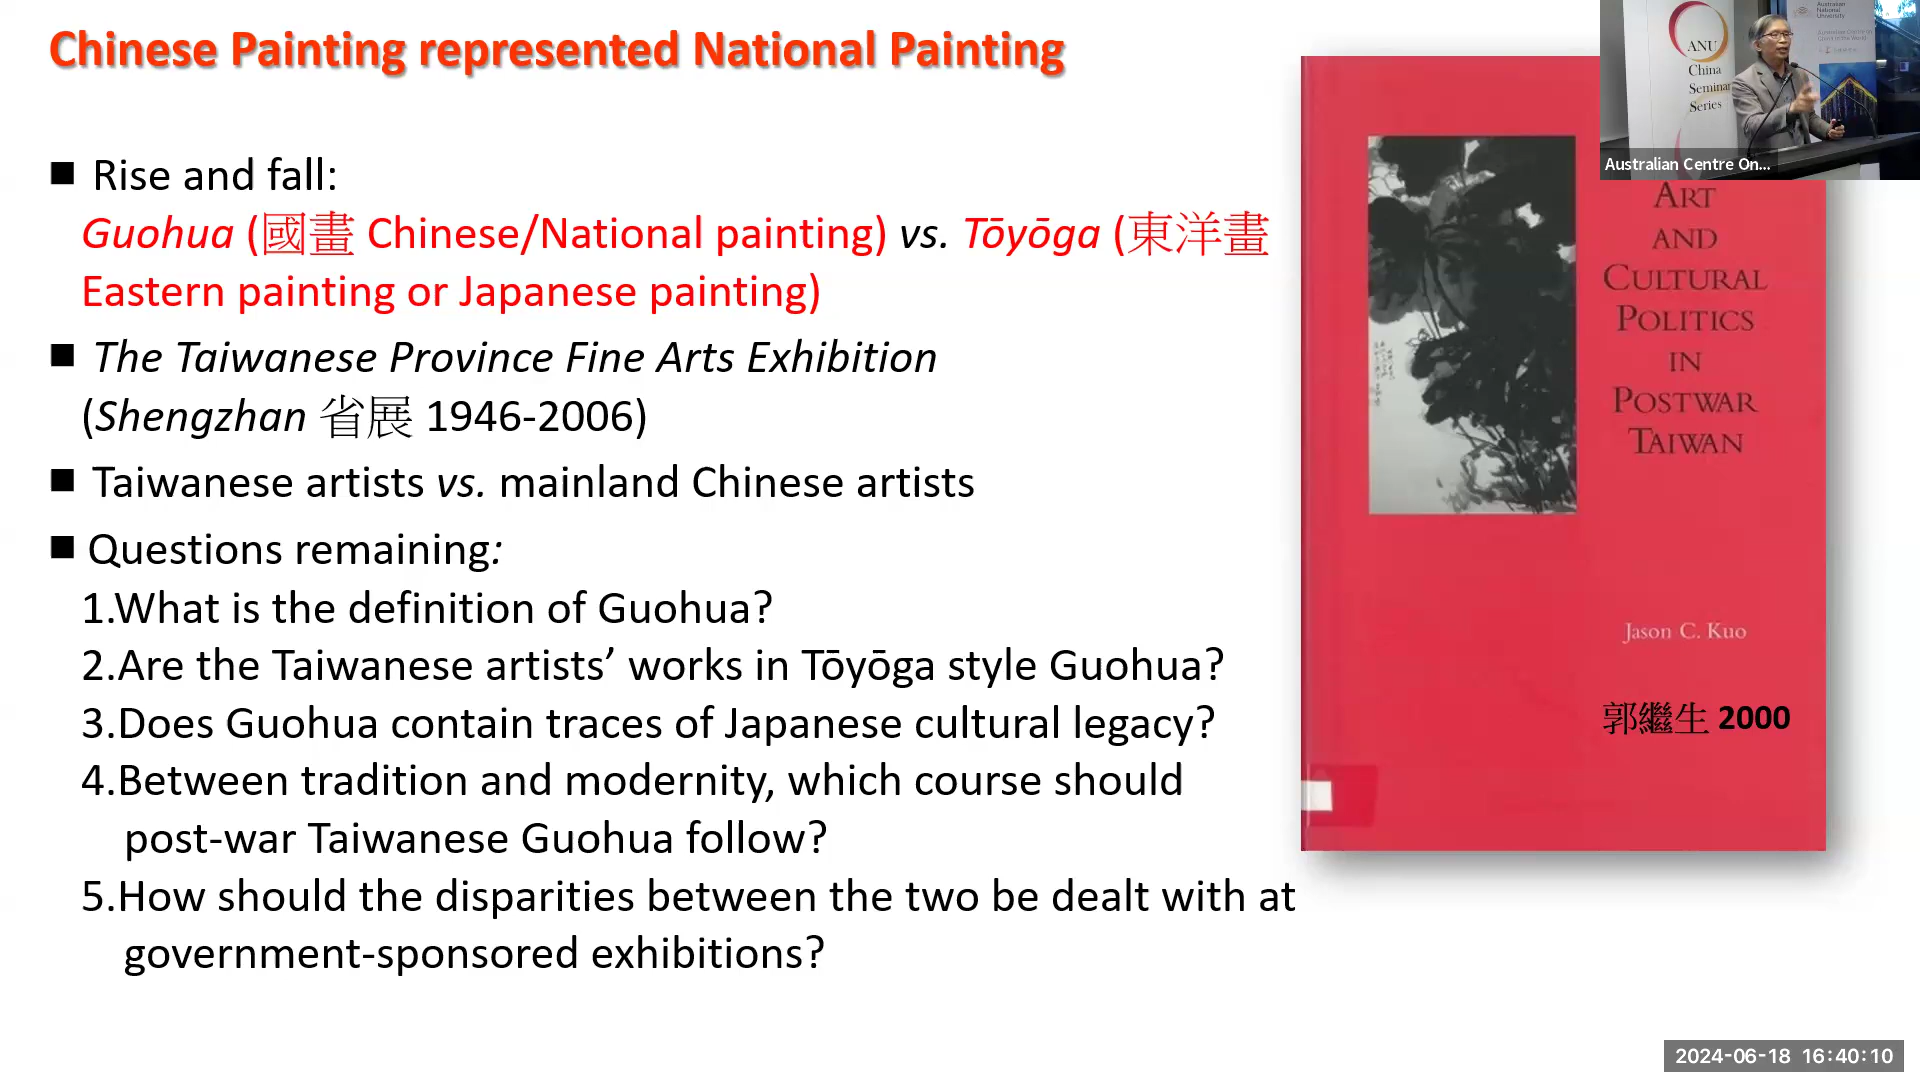 Chinese Painting represented National Painting
■ Rise and fall:
Guohua (國畫 Chinese/National painting) vs. Tōyōga (東洋畫
Eastern painting or Japanese painting)
■ The Taiwanese Province Fine Arts Exhibition
(Shengzhan 省展 1946-2006)
■ Taiwanese artists vs. mainland Chinese artists
■ Questions remaining:
1.What is the definition of Guohua?
2.Are the Taiwanese artists’ works in Tōyōga style Guohua?
3.Does Guohua contain traces of Japanese cultural legacy?
4.Between tradition and modernity, which course should
post-war Taiwanese Guohua follow?
5.How should the disparities between the two be dealt with at
government-sponsored exhibitions?
ART
AND
CULTURAL
POLITICS
IN
POSTWAR
TAIWAN
Jason C. Kuo
郭繼生 2000
ANU
China
Seminar
Series
Australian
National
University
Australian Centre On...
2024-06-18 16:40:10